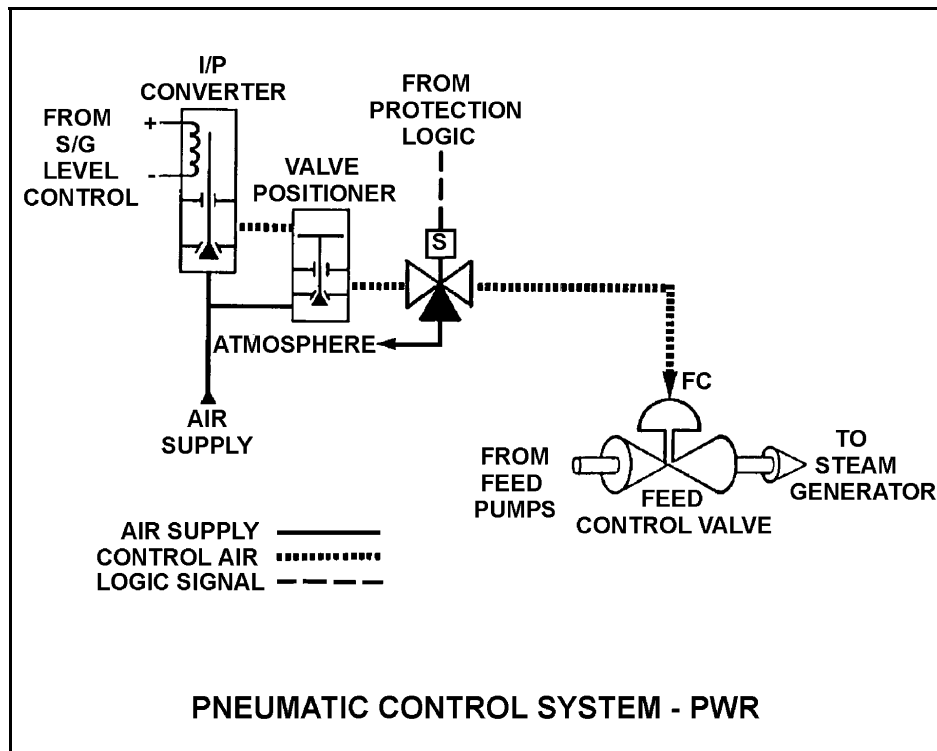 I/P
CONVERTER
FROM
S/G
LEVEL
CONTROL
+
-
VALVE
POSITIONER
FROM
PROTECTION
LOGIC
S
ATMOSPHERE
AIR
SUPPLY
FC
FROM
FEED
PUMPS
FEED
CONTROL VALVE
TO
STEAM
GENERATOR
AIR SUPPLY
CONTROL AIR
LOGIC SIGNAL
PNEUMATIC CONTROL SYSTEM - PWR